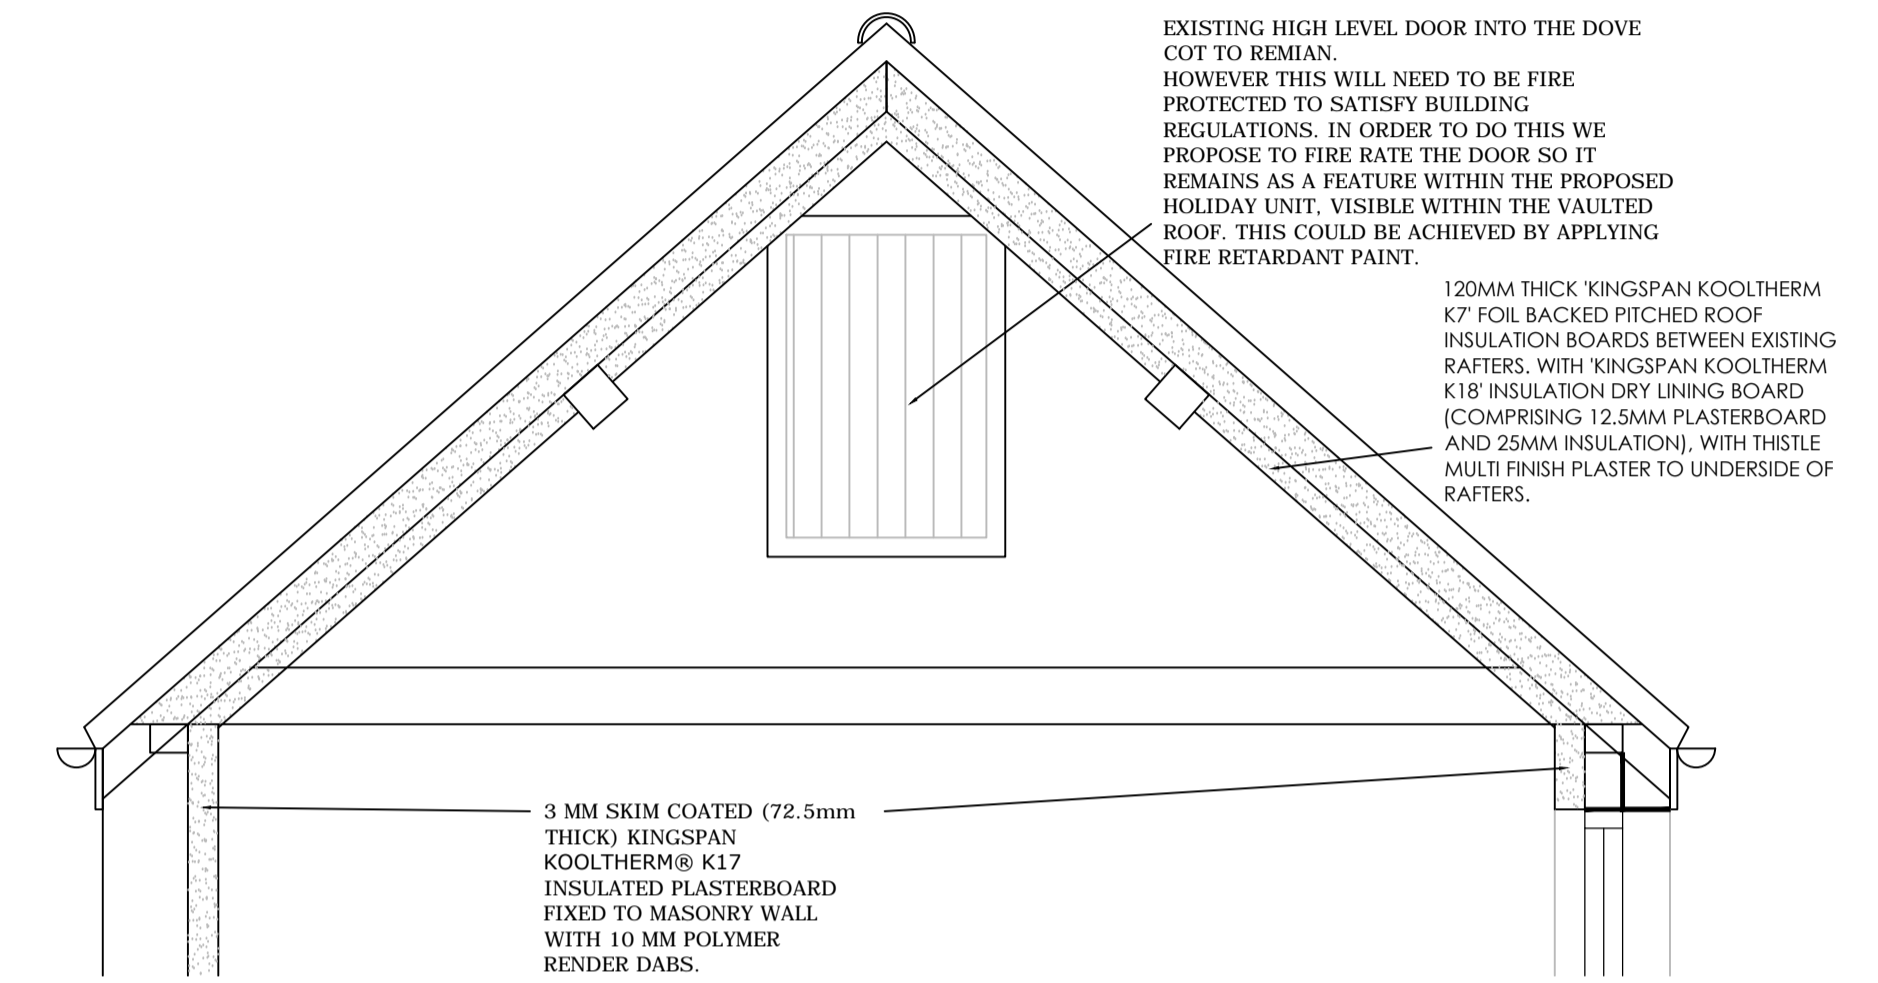 EXISTING HIGH LEVEL DOOR INTO THE DOVE
COT TO REMIAN.
HOWEVER THIS WILL NEED TO BE FIRE
PROTECTED TO SATISFY BUILDING
REGULATIONS. IN ORDER TO DO THIS WE
PROPOSE TO FIRE RATE THE DOOR SO IT
REMAINS AS A FEATURE WITHIN THE PROPOSED
HOLIDAY UNIT, VISIBLE WITHIN THE VAULTED
ROOF. THIS COULD BE ACHIEVED BY APPLYING
FIRE RETARDANT PAINT.
120MM THICK 'KINGSPAN KOOLTHERM
K7' FOIL BACKED PITCHED ROOF
INSULATION BOARDS BETWEEN EXISTING
RAFTERS. WITH 'KINGSPAN KOOLTHERM
K18' INSULATION DRY LINING BOARD
(COMPRISING 12.5MM PLASTERBOARD
AND 25MM INSULATION), WITH THISTLE
MULTI FINISH PLASTER TO UNDERSIDE OF
RAFTERS.
3 MM SKIM COATED (72.5mm
THICK) KINGSPAN
KOOLTHERM® K17
INSULATED PLASTERBOARD
FIXED TO MASONRY WALL
WITH 10 MM POLYMER
RENDER DABS.